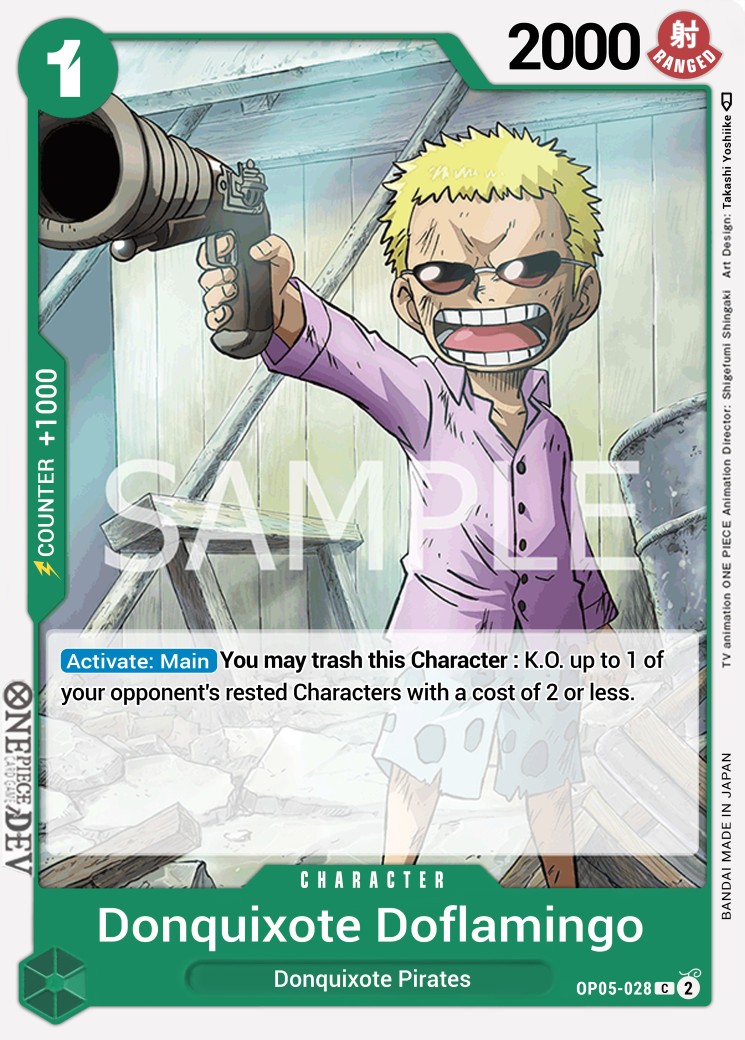 1
2000
射
RANGED
COUNTER +1000
SAMPLE
Activate: Main You may trash this Character : K.O. up to 1 of
your opponent's rested Characters with a cost of 2 or less.
CHARACTER
Donquixote Doflamingo
Donquixote Pirates
OP05-028 C 2
TV animation ONE PIECE Animation Director: Shigefumi Shingaki Art Design: Takashi Yoshiike
BANDAI MADE IN JAPAN
ONE PIECE
CARD GAME
DEV